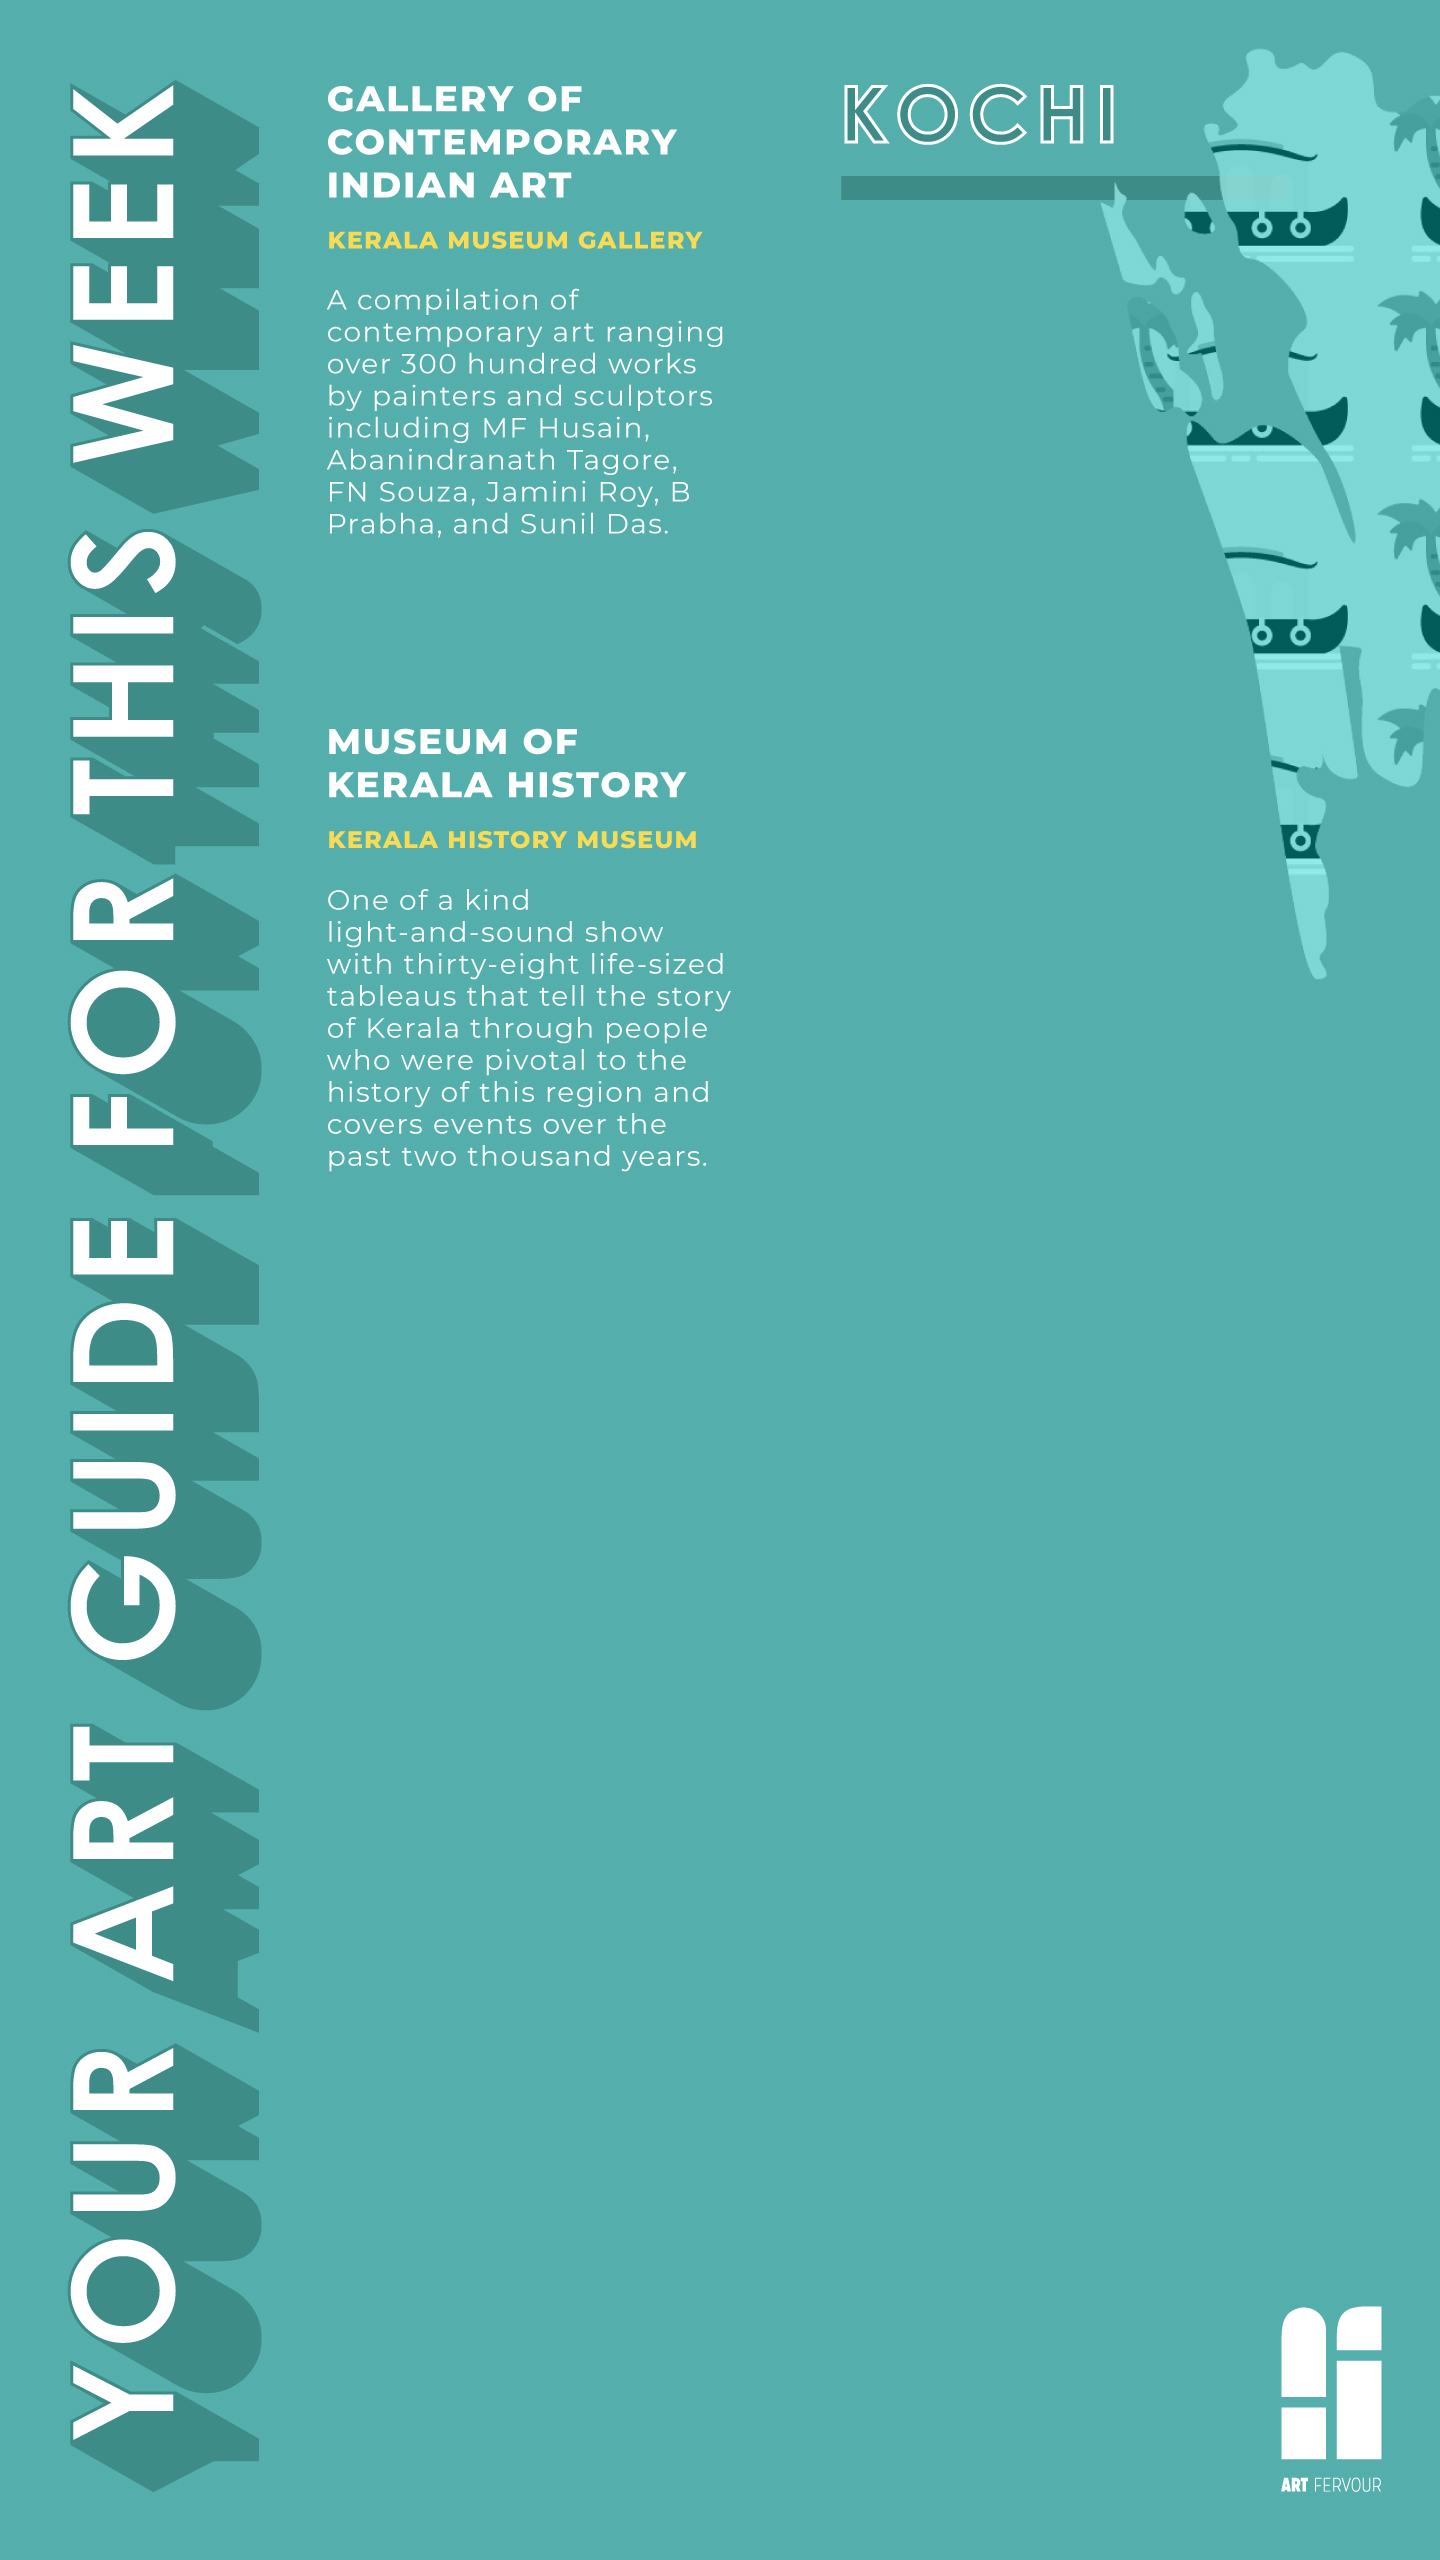 YOUR ART GUIDE FOR THIS WEEK
GALLERY OF
CONTEMPORARY
INDIAN ART
KERALA MUSEUM GALLERY
A compilation of
contemporary art ranging
over 300 hundred works
by painters and sculptors
including MF Husain,
Abanindranath Tagore,
FN Souza, Jamini Roy, B
Prabha, and Sunil Das.
MUSEUM OF
KERALA HISTORY
KERALA HISTORY MUSEUM
One of a kind
light-and-sound show
with thirty-eight life-sized
tableaus that tell the story
of Kerala through people
who were pivotal to the
history of this region and
covers events over the
past two thousand years.
KOCHI
ART FERVOUR